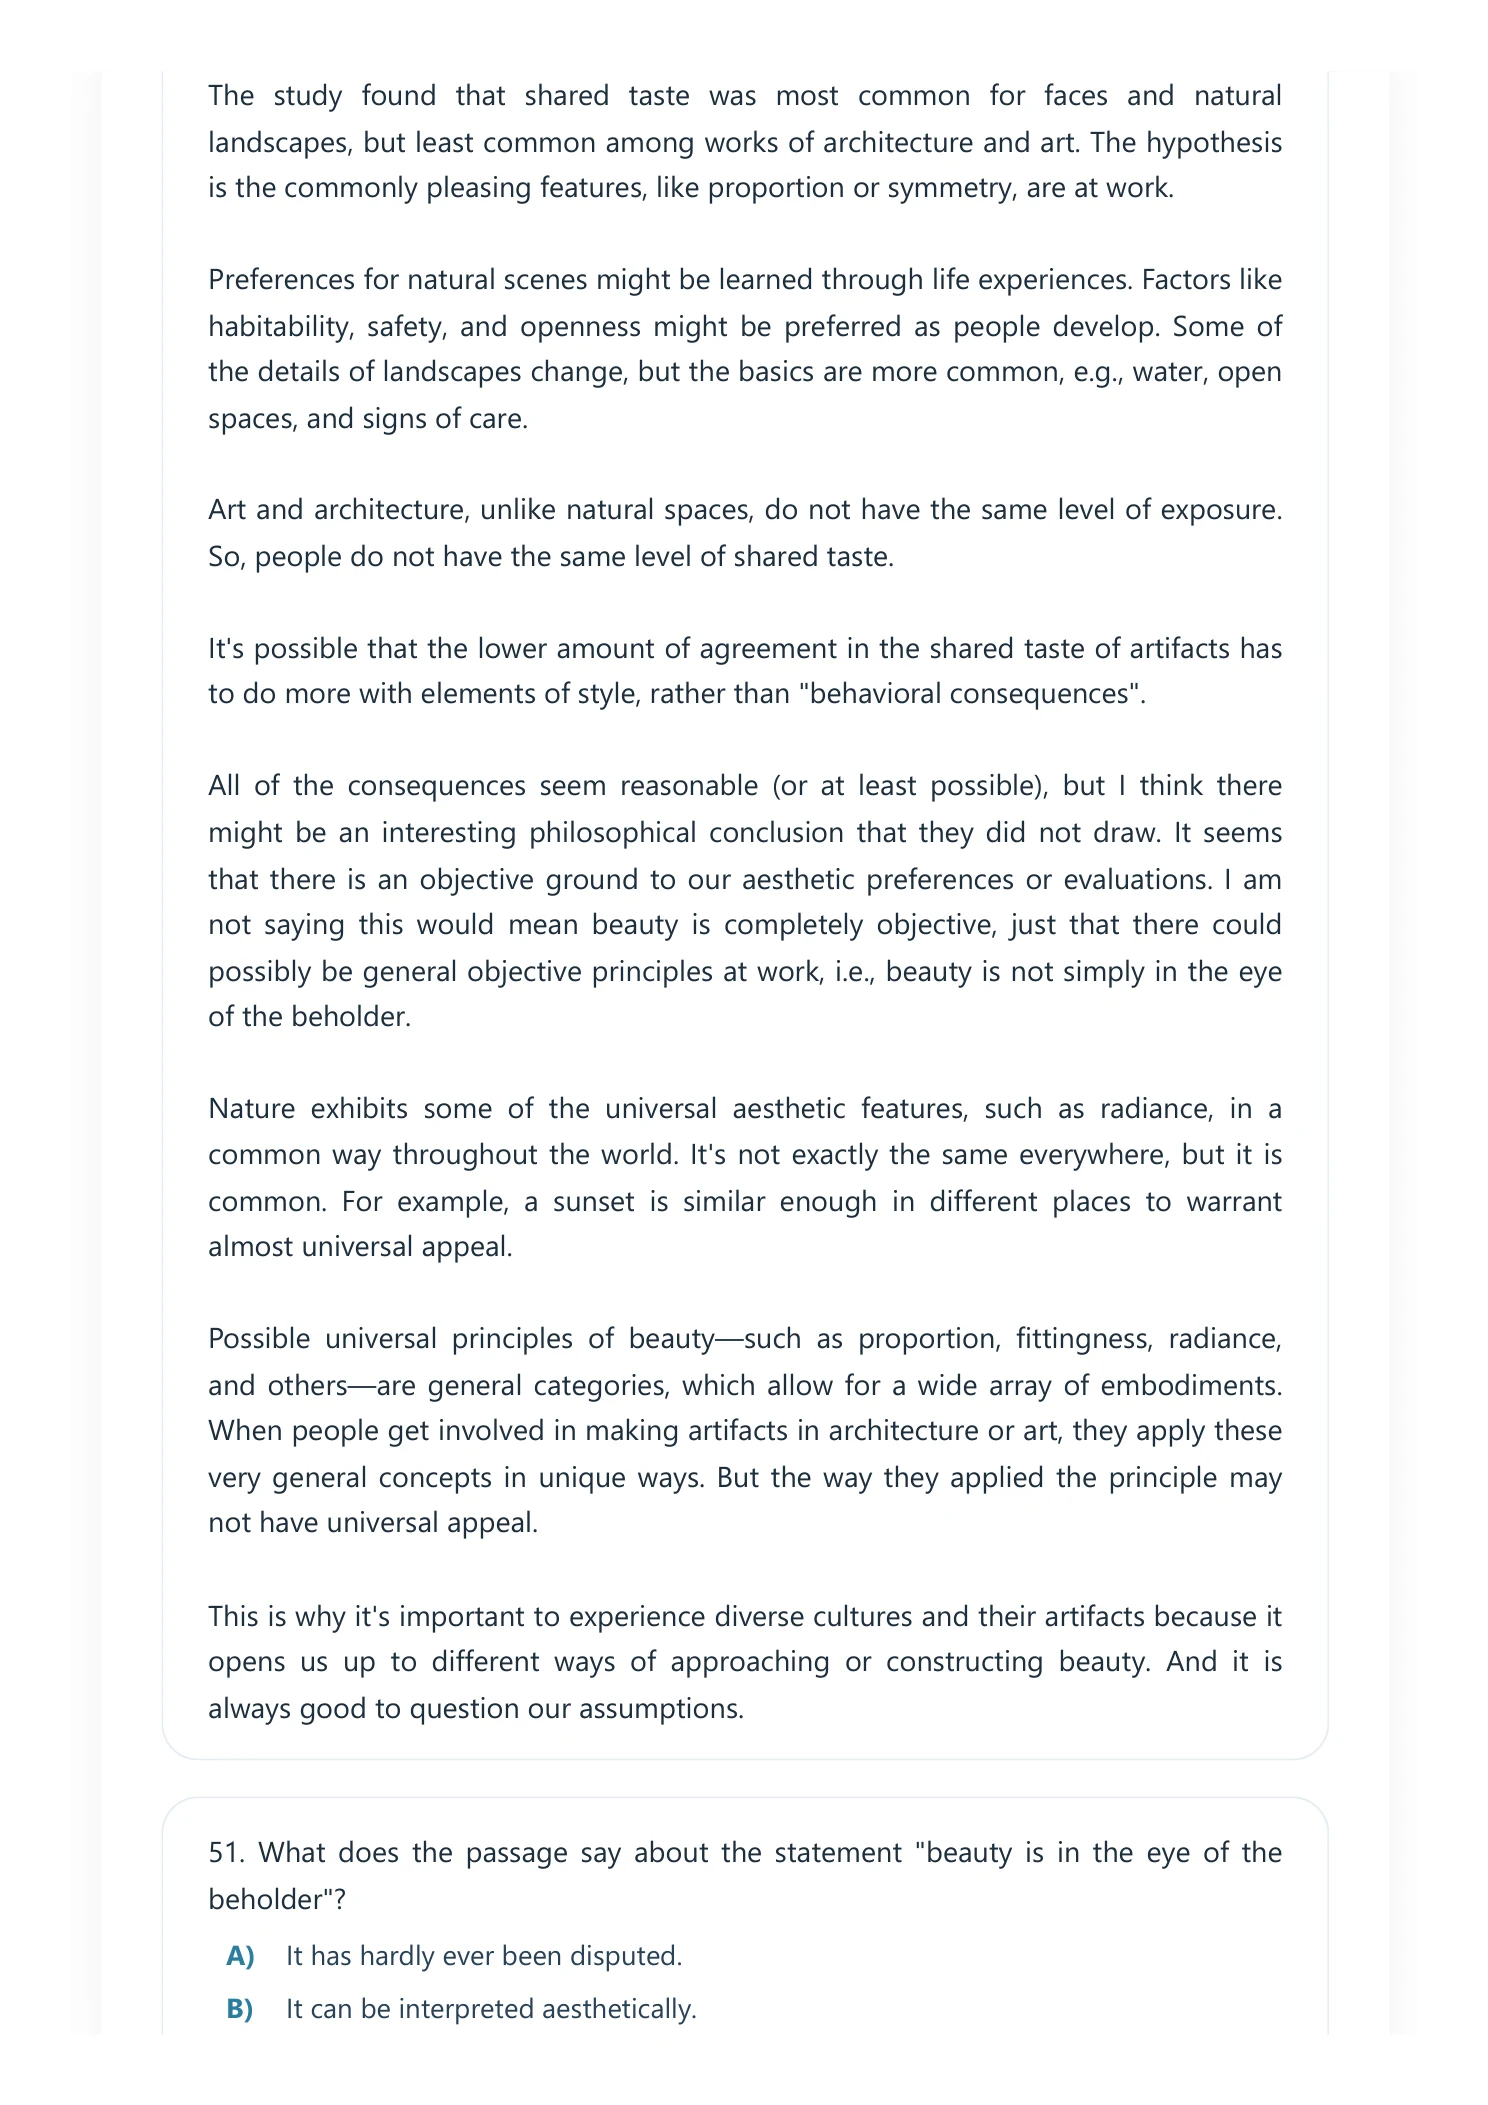 The study found that shared taste was most common for faces and natural
landscapes, but least common among works of architecture and art. The hypothesis
is the commonly pleasing features, like proportion or symmetry, are at work.
Preferences for natural scenes might be learned through life experiences. Factors like
habitability, safety, and openness might be preferred as people develop. Some of
the details of landscapes change, but the basics are more common, e.g., water, open
spaces, and signs of care.
Art and architecture, unlike natural spaces, do not have the same level of exposure.
So, people do not have the same level of shared taste.
It's possible that the lower amount of agreement in the shared taste of artifacts has
to do more with elements of style, rather than "behavioral consequences".
All of the consequences seem reasonable (or at least possible), but I think there
might be an interesting philosophical conclusion that they did not draw. It seems
that there is an objective ground to our aesthetic preferences or evaluations. I am
not saying this would mean beauty is completely objective, just that there could
possibly be general objective principles at work, i.e., beauty is not simply in the eye
of the beholder.
Nature exhibits some of the universal aesthetic features, such as radiance, in a
common way throughout the world. It's not exactly the same everywhere, but it is
common. For example, a sunset is similar enough in different places to warrant
almost universal appeal.
Possible universal principles of beauty—such as proportion, fittingness, radiance,
and others—are general categories, which allow for a wide array of embodiments.
When people get involved in making artifacts in architecture or art, they apply these
very general concepts in unique ways. But the way they applied the principle may
not have universal appeal.
This is why it's important to experience diverse cultures and their artifacts because it
opens us up to different ways of approaching or constructing beauty. And it is
always good to question our assumptions.
51. What does the passage say about the statement "beauty is in the eye of the
beholder"?
A) It has hardly ever been disputed.
B) It can be interpreted aesthetically.